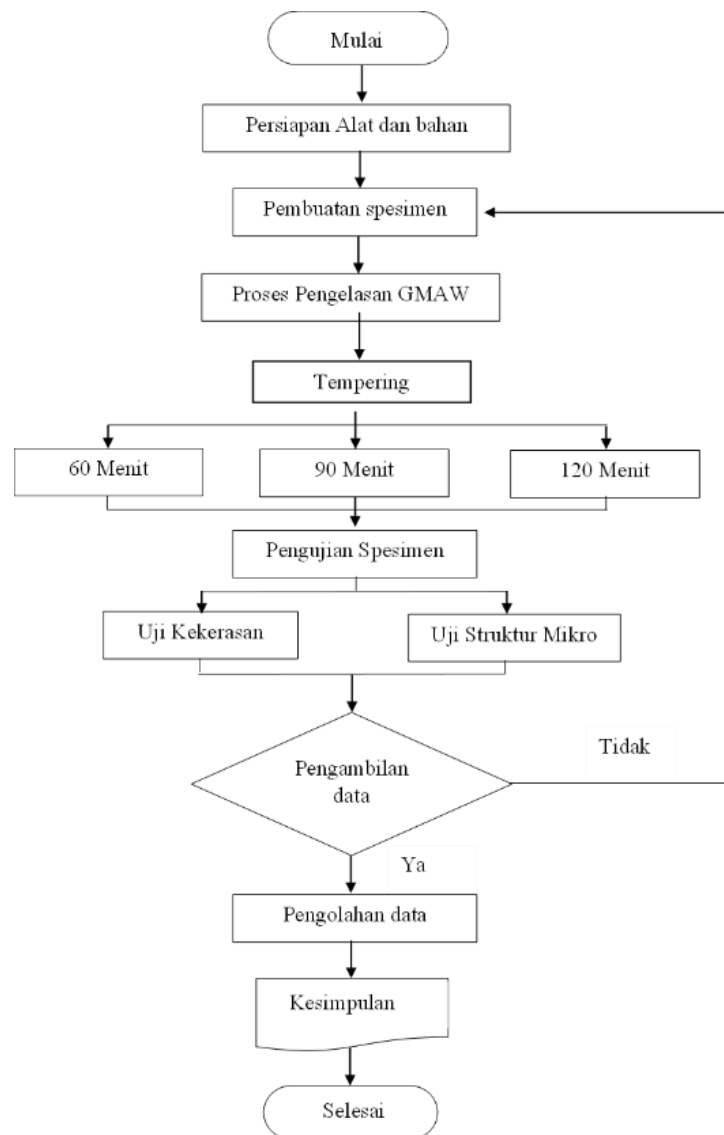 Mulai
Persiapan Alat dan bahan
Pembuatan spesimen
Proses Pengelasan GMAW
Tempering
60 Menit
90 Menit
120 Menit
Pengujian Spesimen
Uji Kekerasan
Uji Struktur Mikro
Pengambilan
data
Tidak
Ya
Pengolahan data
Kesimpulan
Selesai